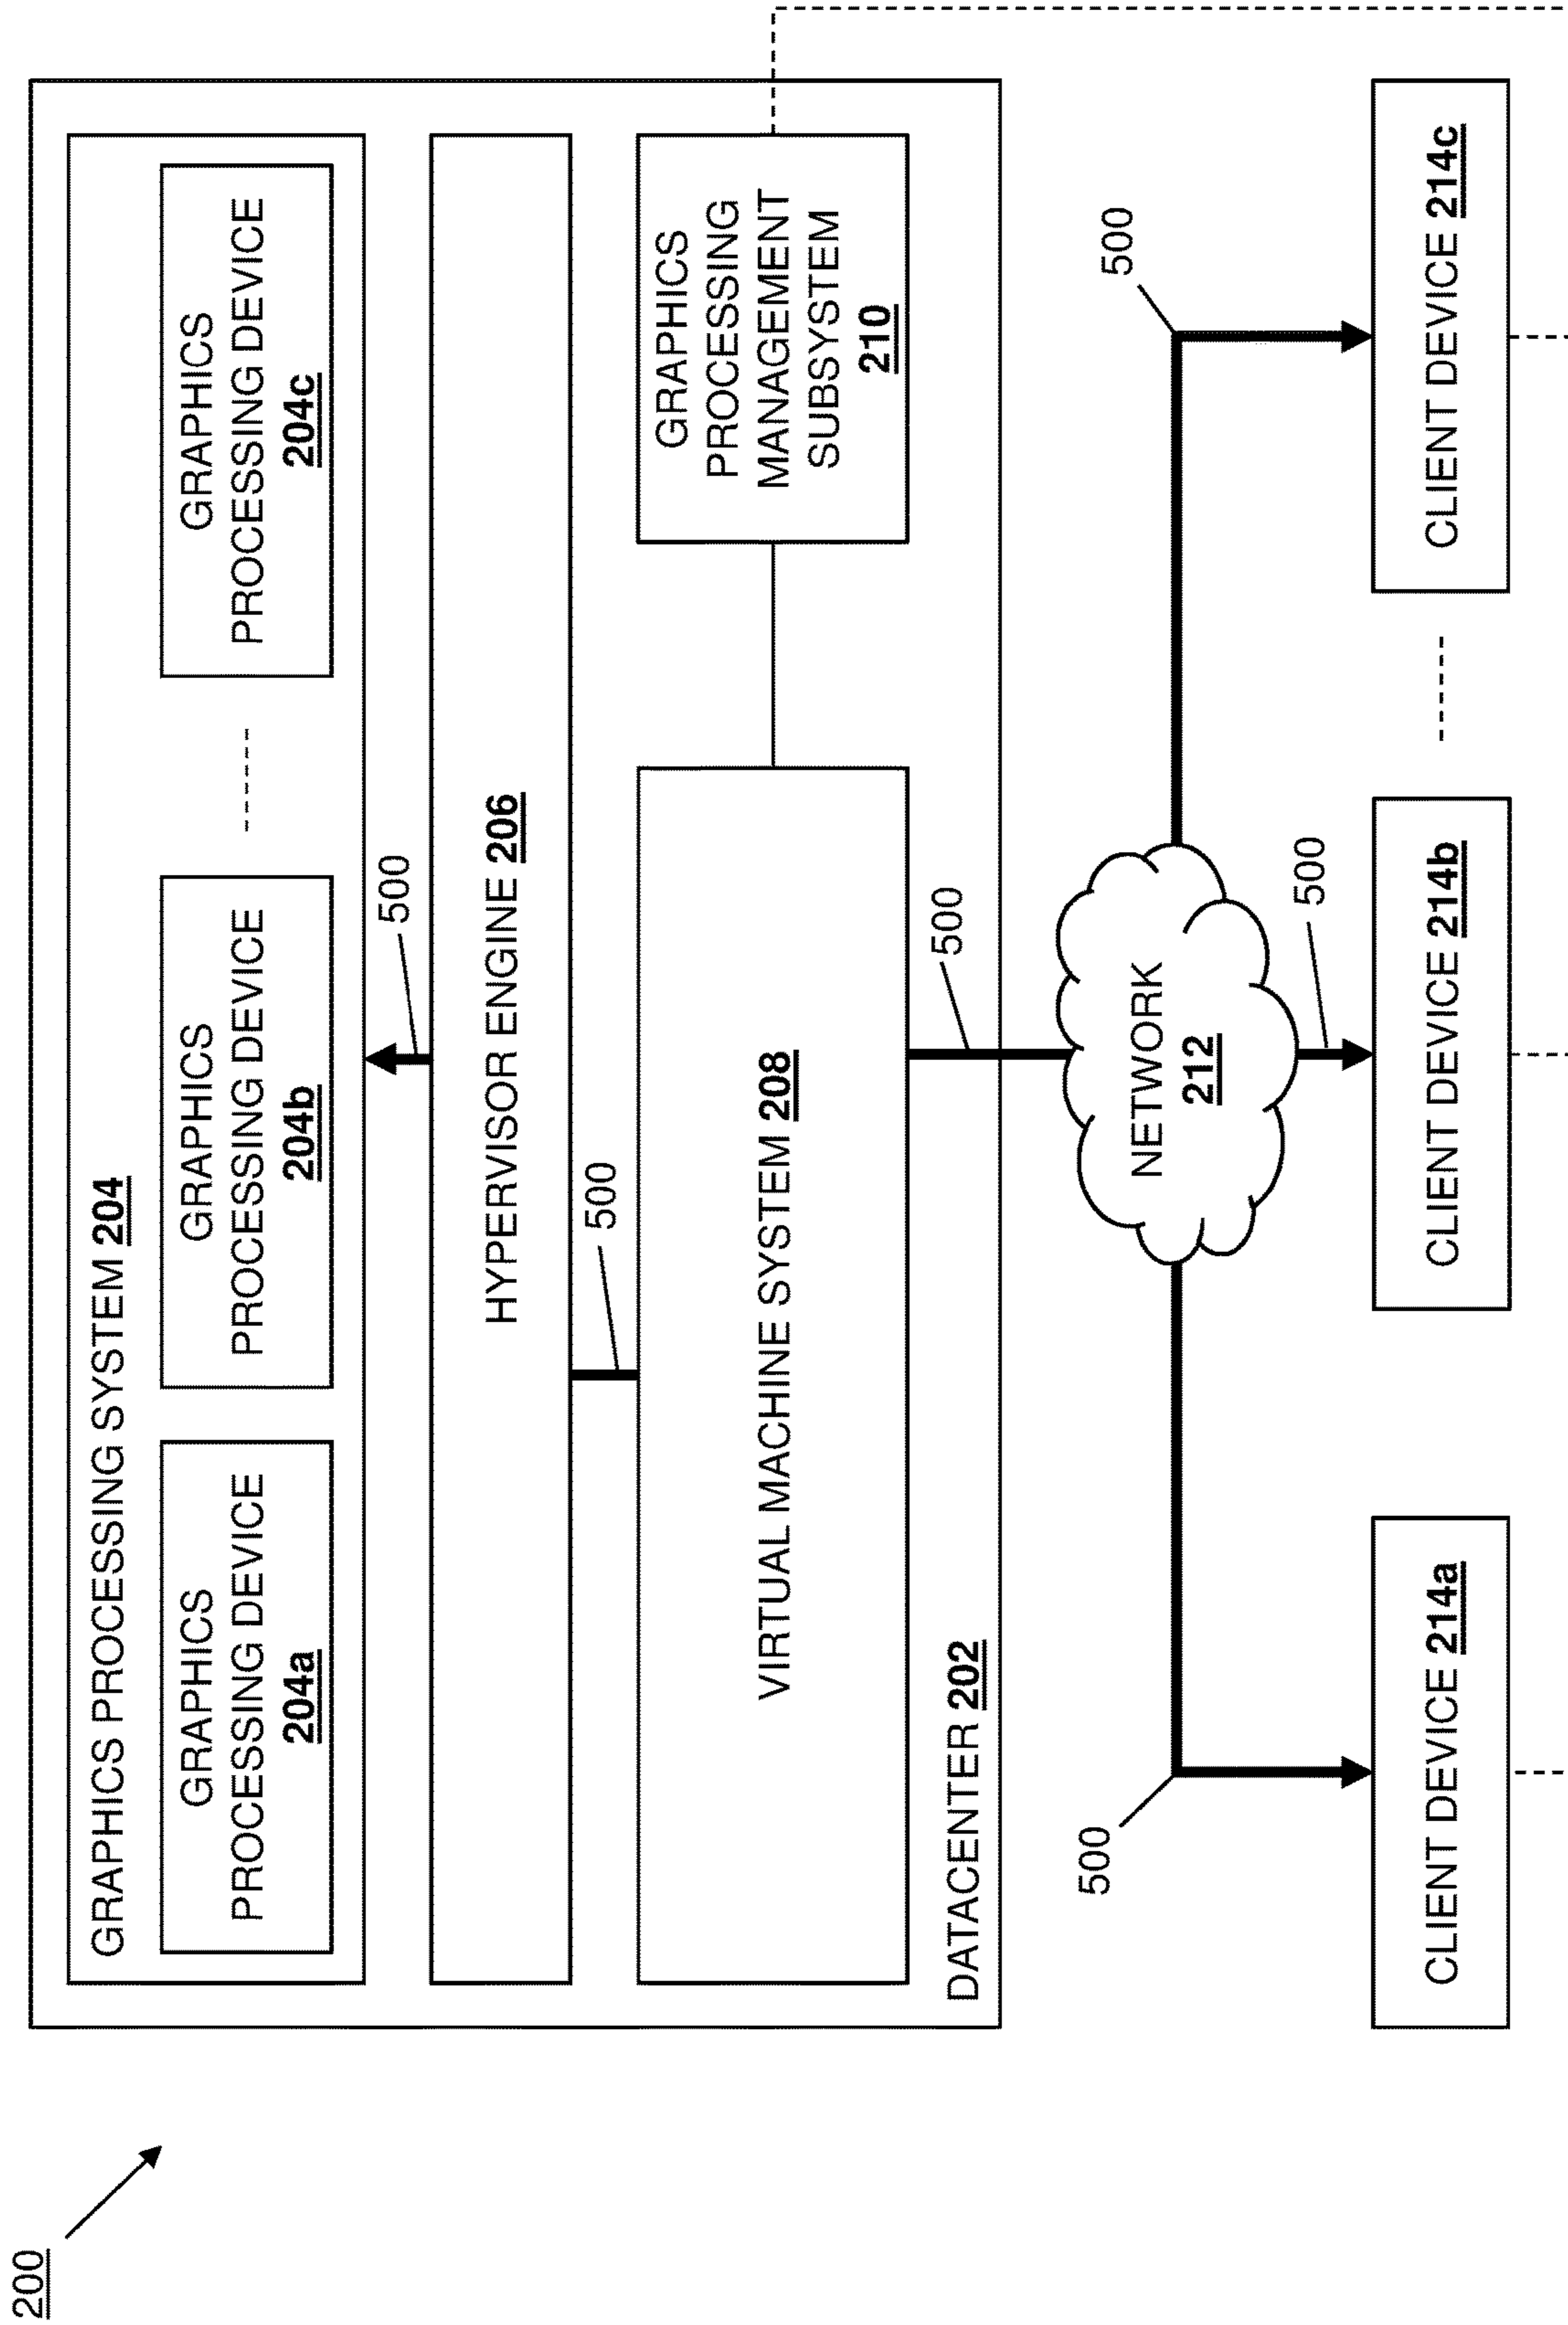 200
GRAPHICS PROCESSING SYSTEM 204
GRAPHICS
PROCESSING DEVICE
204a
GRAPHICS
PROCESSING DEVICE
204b
GRAPHICS
PROCESSING DEVICE
204c
500
HYPERVISOR ENGINE 206
500
VIRTUAL MACHINE SYSTEM 208
GRAPHICS
PROCESSING
MANAGEMENT
SUBSYSTEM
210
DATACENTER 202
500
500
NETWORK
212
500
500
CLIENT DEVICE 214a
CLIENT DEVICE 214b
CLIENT DEVICE 214c